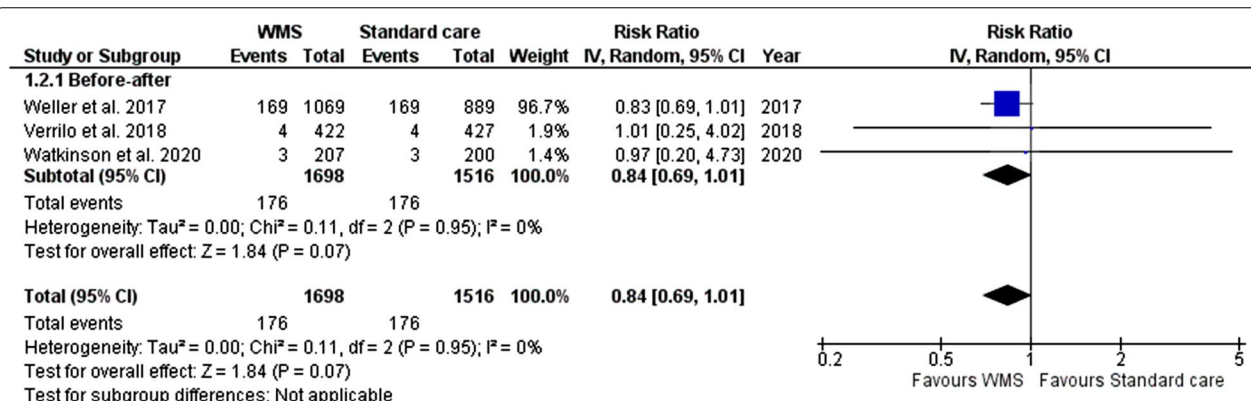 WMS Standard care Risk Ratio Risk Ratio
Study or Subgroup Events Total Events Total Weight IV, Random, 95% CI Year IV, Random, 95% CI
1.2.1 Before-after
Weller et al. 2017 169 1069 169 889 96.7% 0.83 [0.69, 1.01] 2017
Verrilo et al. 2018 4 422 4 427 1.9% 1.01 [0.25, 4.02] 2018
Watkinson et al. 2020 3 207 3 200 1.4% 0.97 [0.20, 4.73] 2020
Subtotal (95% CI) 1698 1516 100.0% 0.84 [0.69, 1.01]
Total events 176 176
Heterogeneity: Tau² = 0.00; Chi² = 0.11, df = 2 (P = 0.95); I² = 0%
Test for overall effect: Z = 1.84 (P = 0.07)
Total (95% CI) 1698 1516 100.0% 0.84 [0.69, 1.01]
Total events 176 176
Heterogeneity: Tau² = 0.00; Chi² = 0.11, df = 2 (P = 0.95); I² = 0%
Test for overall effect: Z = 1.84 (P = 0.07)
Test for subgroup differences: Not applicable
0.2 0.5 1 2 5
Favours WMS Favours Standard care